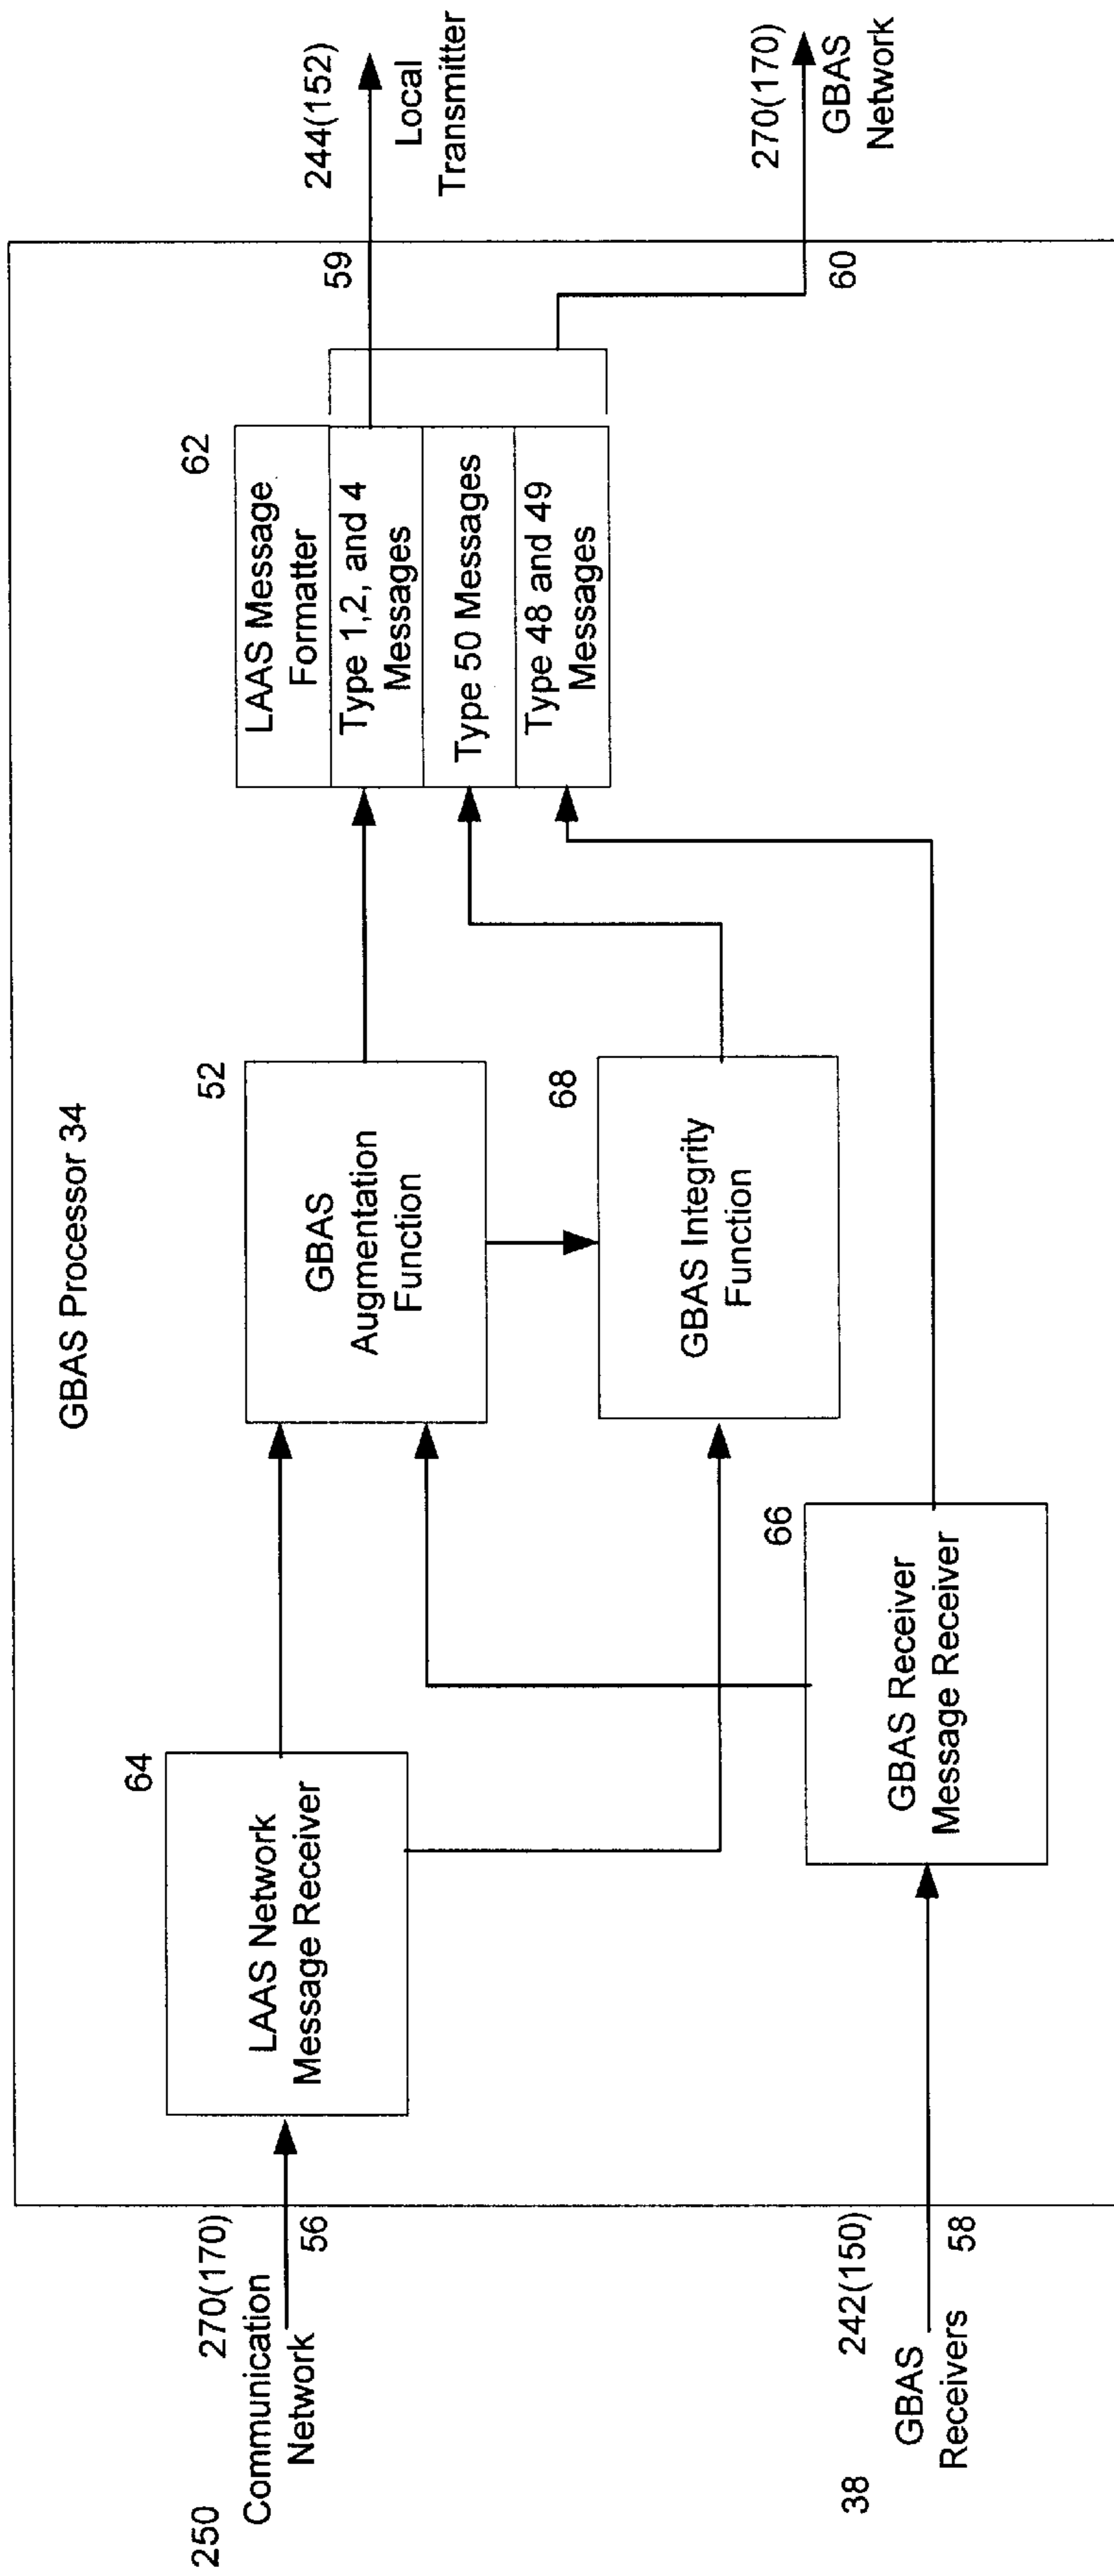 GBAS Processor 34
250
Communication
Network
270(170)
56
64
LAAS Network
Message Receiver
52
GBAS
Augmentation
Function
62
LAAS Message
Formatter
Type 1,2, and 4
Messages
Type 50 Messages
Type 48 and 49
Messages
59
244(152)
Local
Transmitter
68
GBAS Integrity
Function
38
GBAS
Receivers
242(150)
58
66
GBAS Receiver
Message Receiver
60
270(170)
GBAS
Network